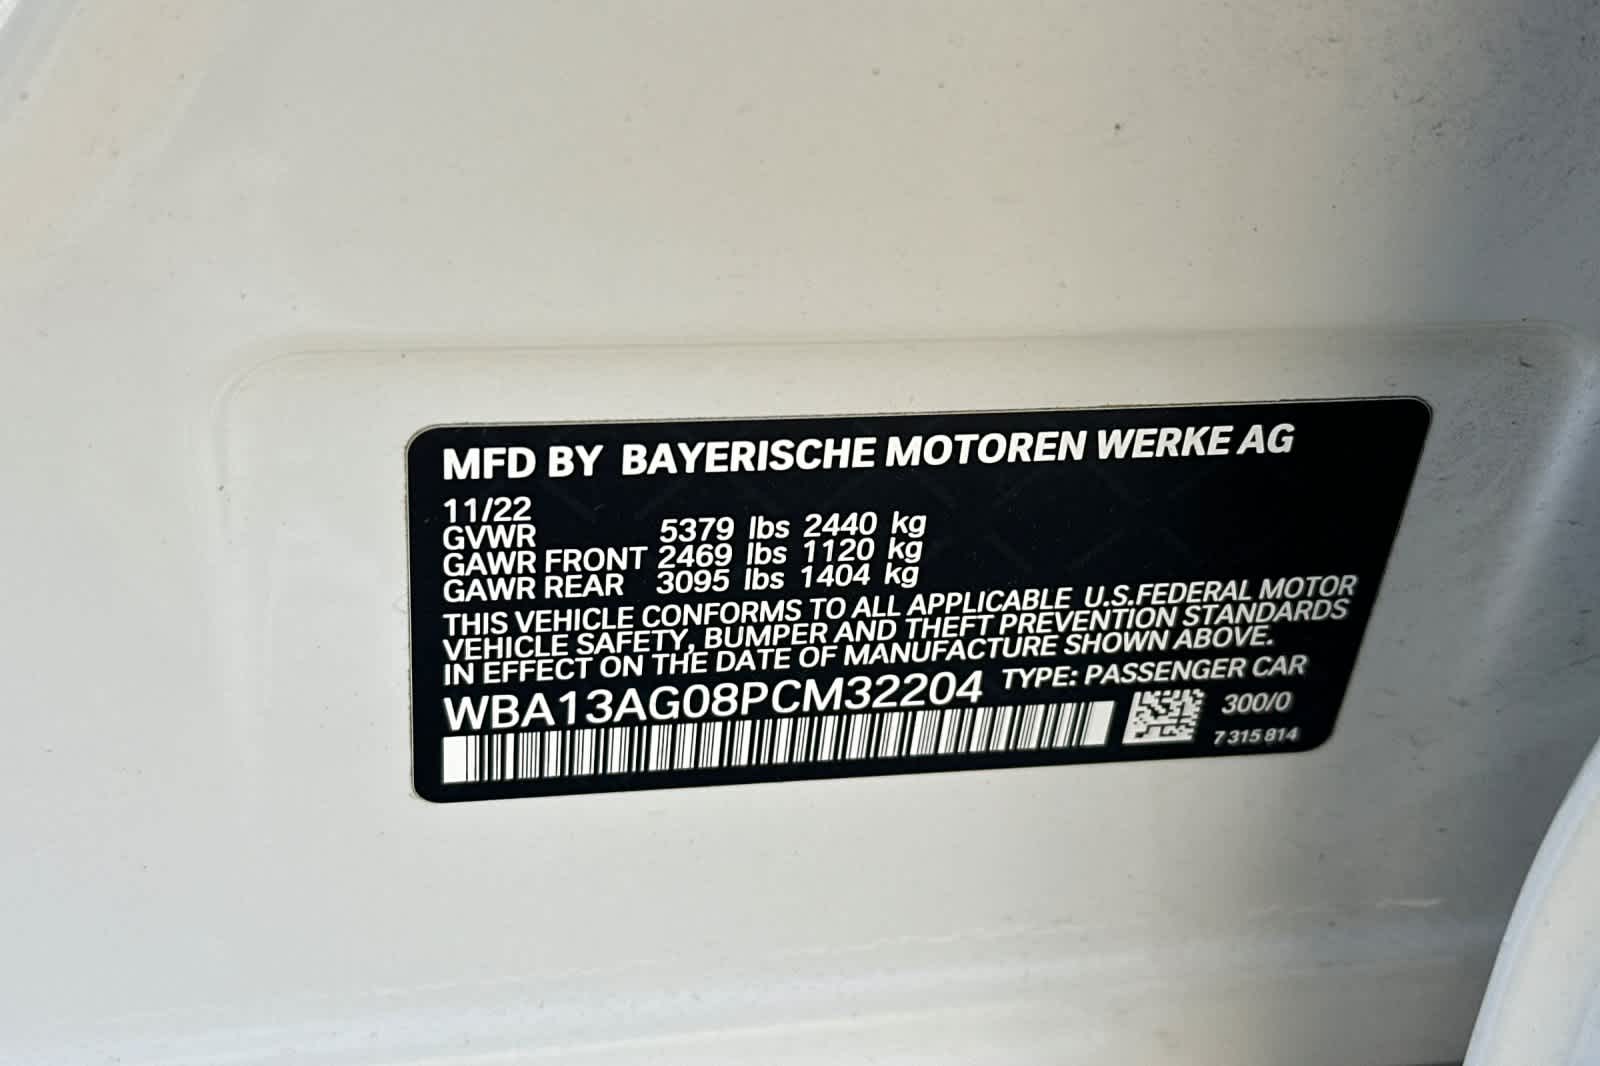 MFD BY BAYERISCHE MOTOREN WERKE AG
11/22
GVWR 5379 lbs 2440 kg
GAWR FRONT 2469 lbs 1120 kg
GAWR REAR 3095 lbs 1404 kg
THIS VEHICLE CONFORMS TO ALL APPLICABLE U.S.FEDERAL MOTOR
VEHICLE SAFETY, BUMPER AND THEFT PREVENTION STANDARDS
IN EFFECT ON THE DATE OF MANUFACTURE SHOWN ABOVE.
WBA13AG08PCM32204 TYPE: PASSENGER CAR
300/0
7 315 814